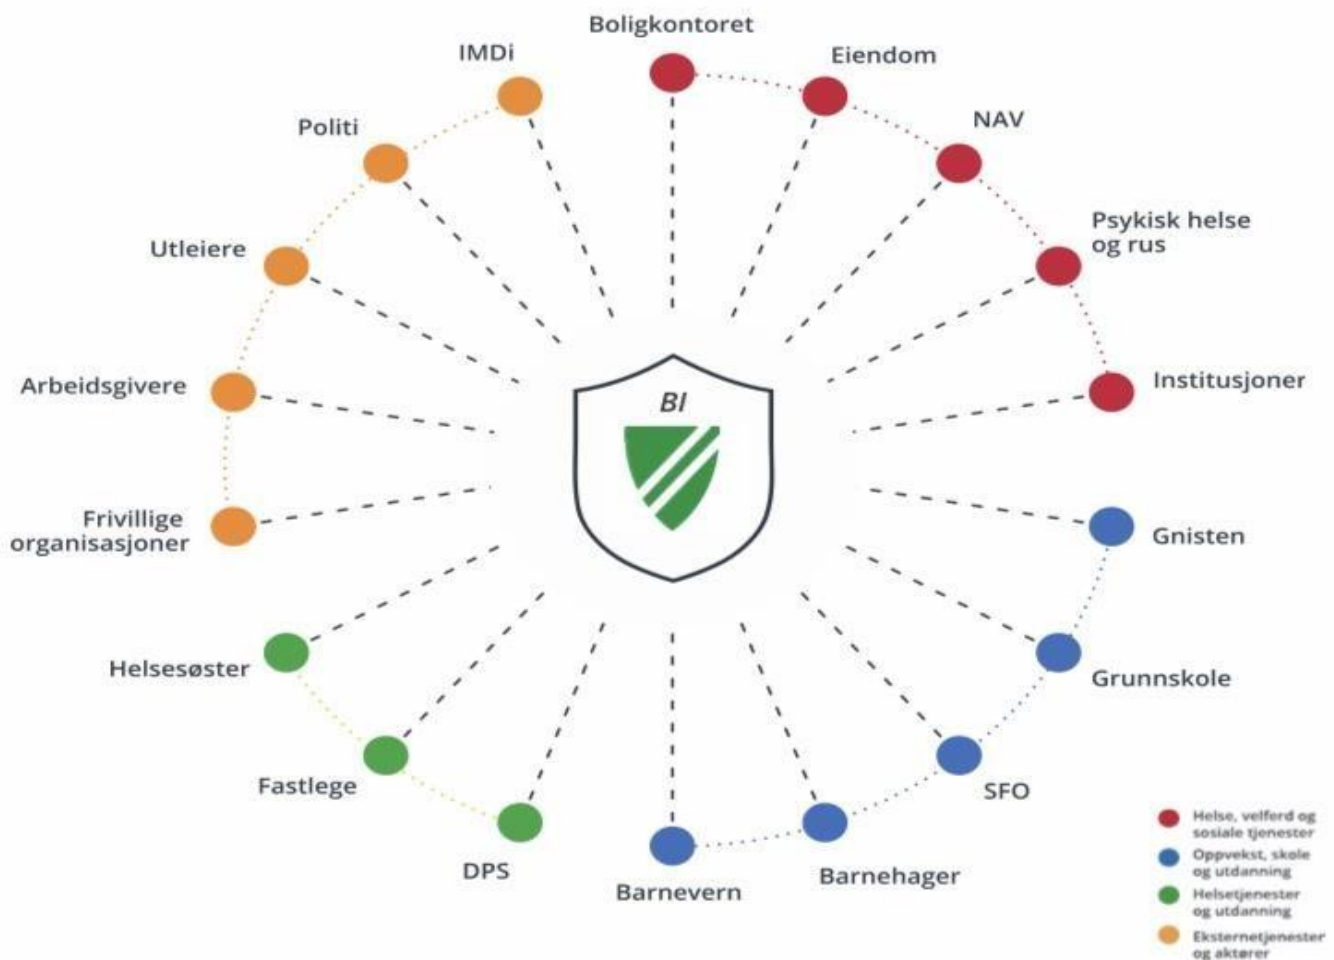 Boligkontoret
IMDi
Eiendom
Politi
NAV
Utleiere
Psykisk helse
og rus
Arbeidsgivere
Institusjoner
BI
Frivillige
organisasjoner
Gnisten
Helsesøster
Grunnskole
Fastlege
SFO
DPS
Barnevern
Barnehager
Helse, velferd og
sosiale tjenester
Oppvekst, skole
og utdanning
Helsetjenester
og utdanning
Eksternetjenester
og aktører